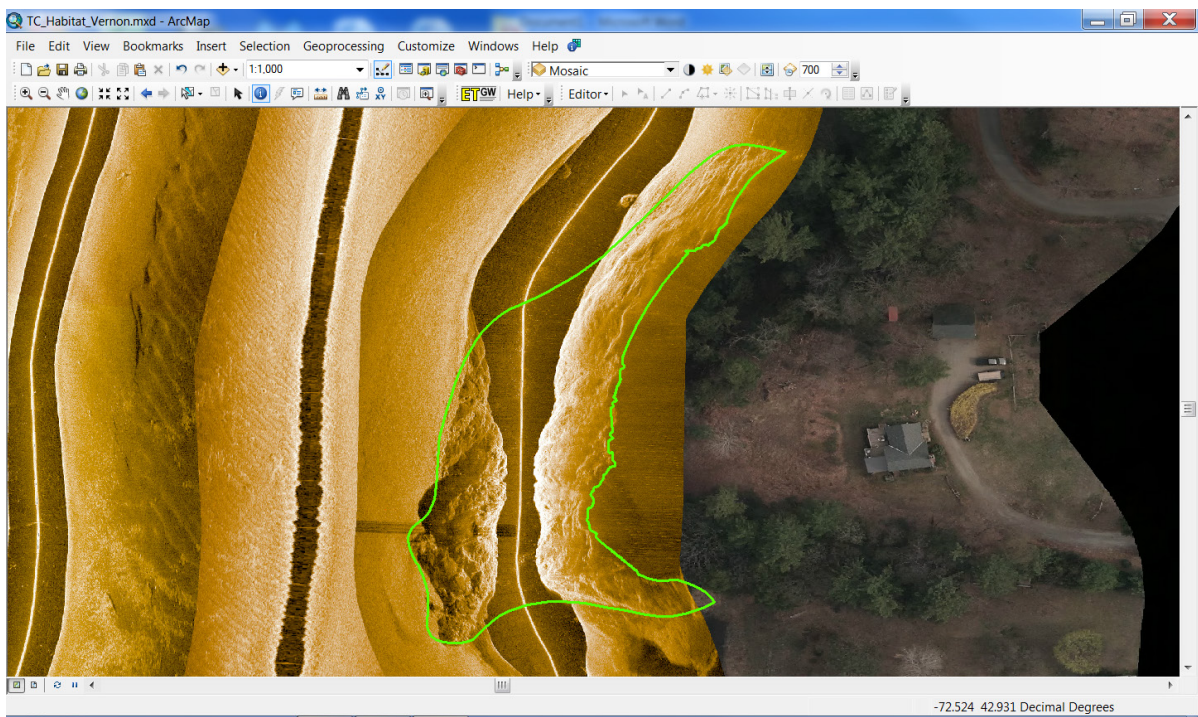 TC_Habitat_Vernon.mxd - ArcMap
File Edit View Bookmarks Insert Selection Geoprocessing Customize Windows Help
1:1,000 Mosaic 700
ETGW Help Editor
-72.524 42.931 Decimal Degrees